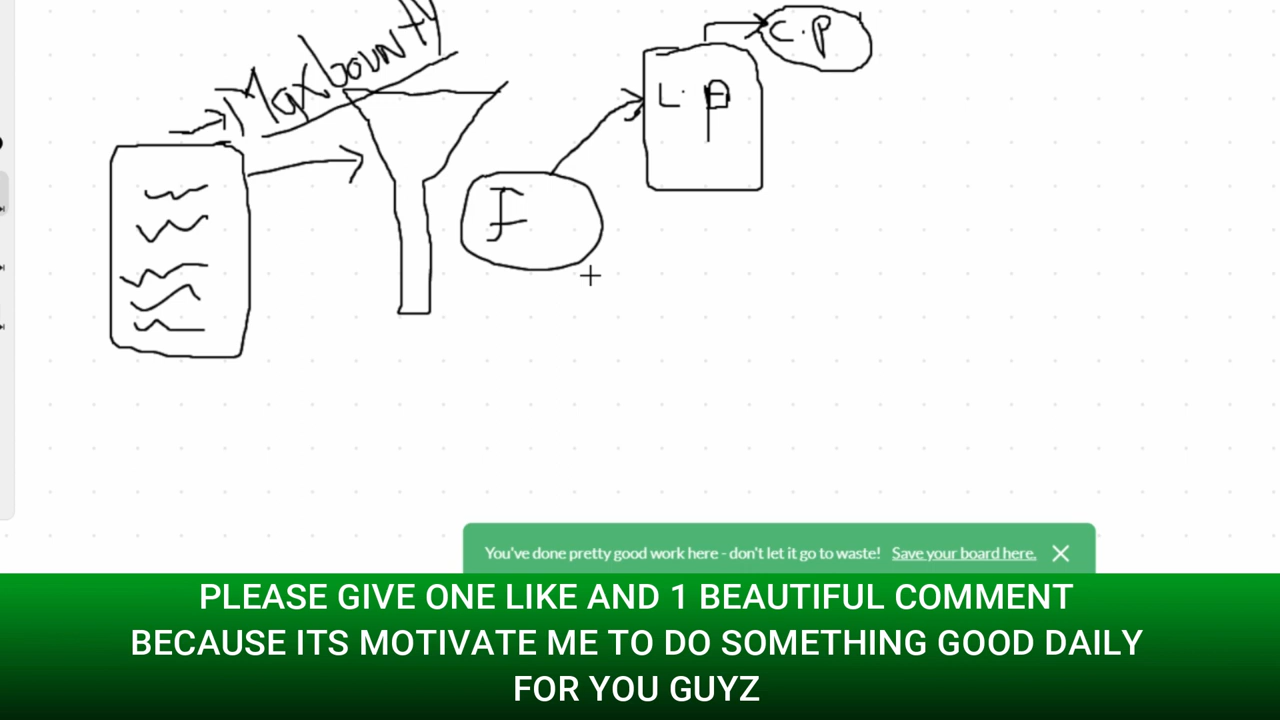 Maxbounty
C.P
L.P
I
You've done pretty good work here - don't let it go to waste! Save your board here.
PLEASE GIVE ONE LIKE AND 1 BEAUTIFUL COMMENT
BECAUSE ITS MOTIVATE ME TO DO SOMETHING GOOD DAILY
FOR YOU GUYZ